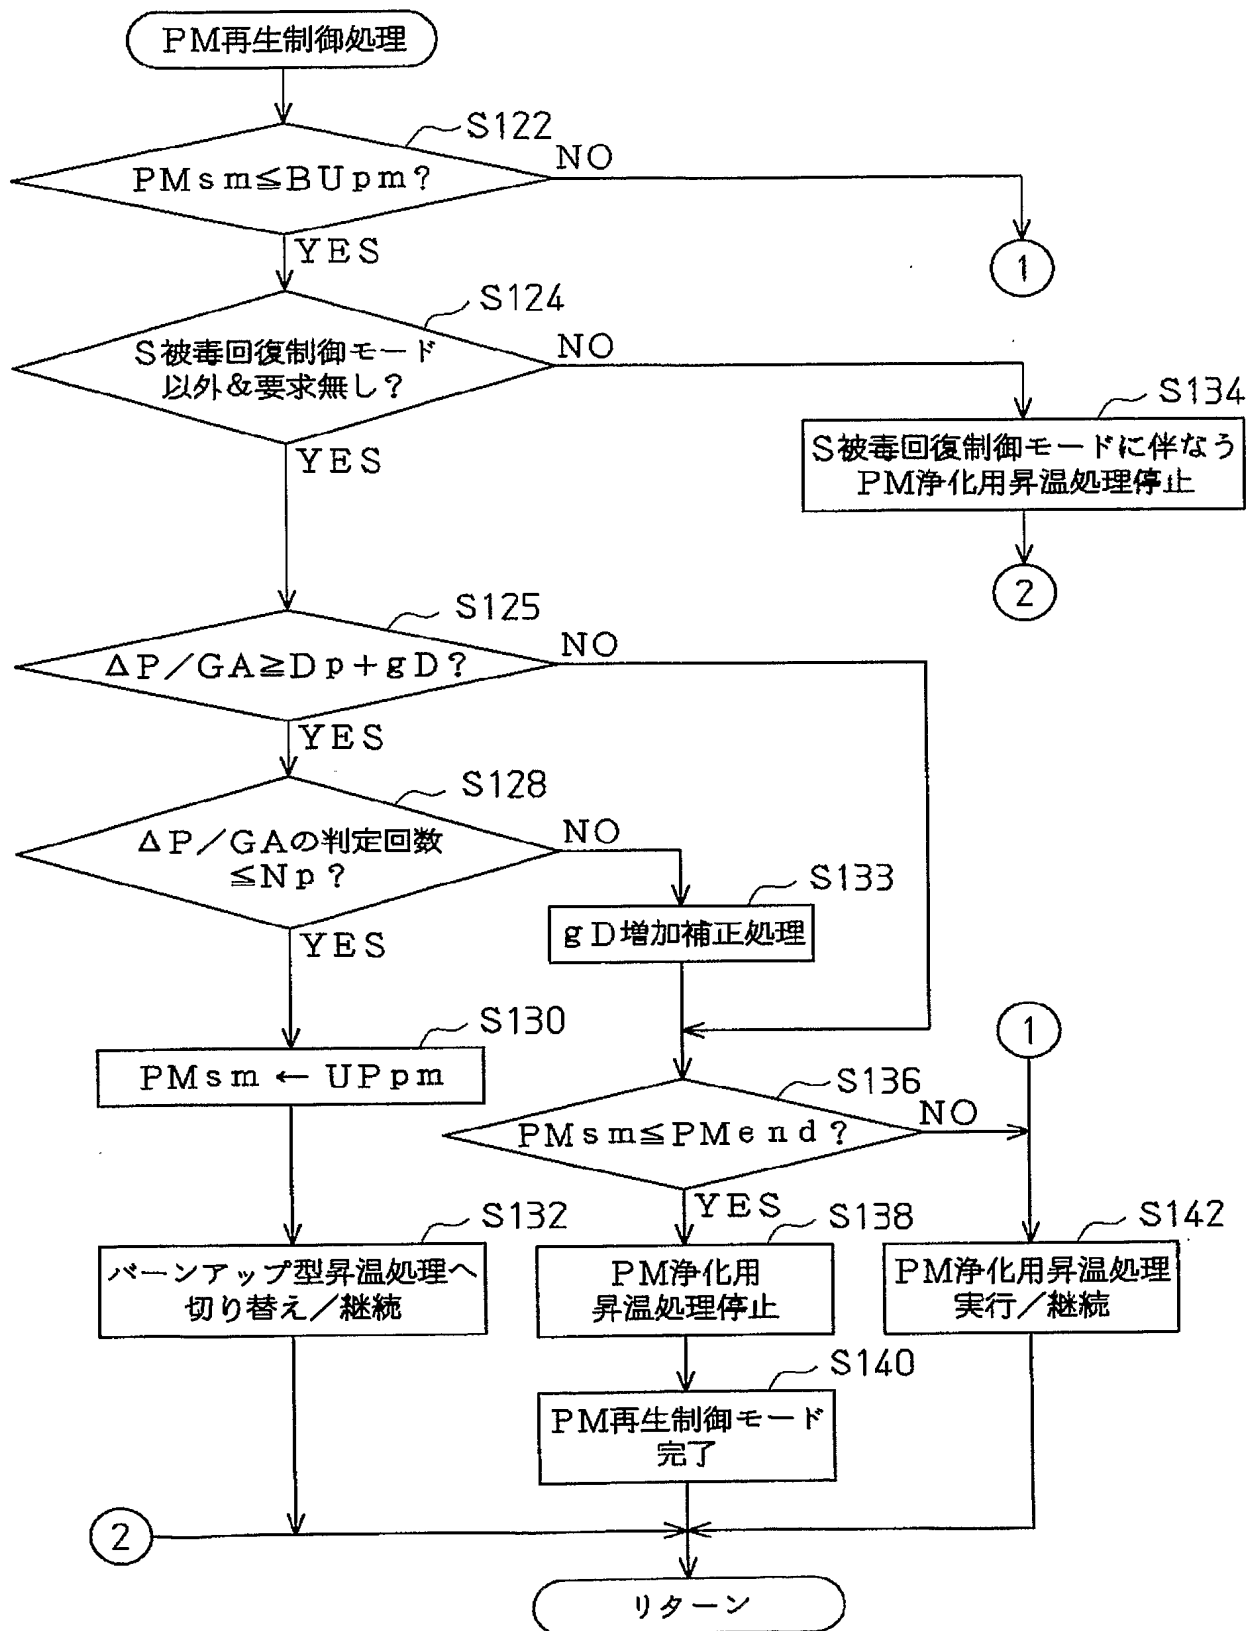 PM再生制御処理
S122
PMsm≦BUpm?
NO
YES
1
S124
S被毒回復制御モード
以外&要求無し?
NO
YES
S134
S被毒回復制御モードに伴なう
PM浄化用昇温処理停止
2
S125
ΔP/GA≧Dp+gD?
NO
YES
S128
ΔP/GAの判定回数
≦Np?
NO
YES
S133
gD増加補正処理
S130
PMsm ← UPpm
1
S136
PMsm≦PMend?
NO
YES
S132
バーンアップ型昇温処理へ
切り替え/継続
S138
PM浄化用
昇温処理停止
S142
PM浄化用昇温処理
実行/継続
S140
PM再生制御モード
完了
2
リターン